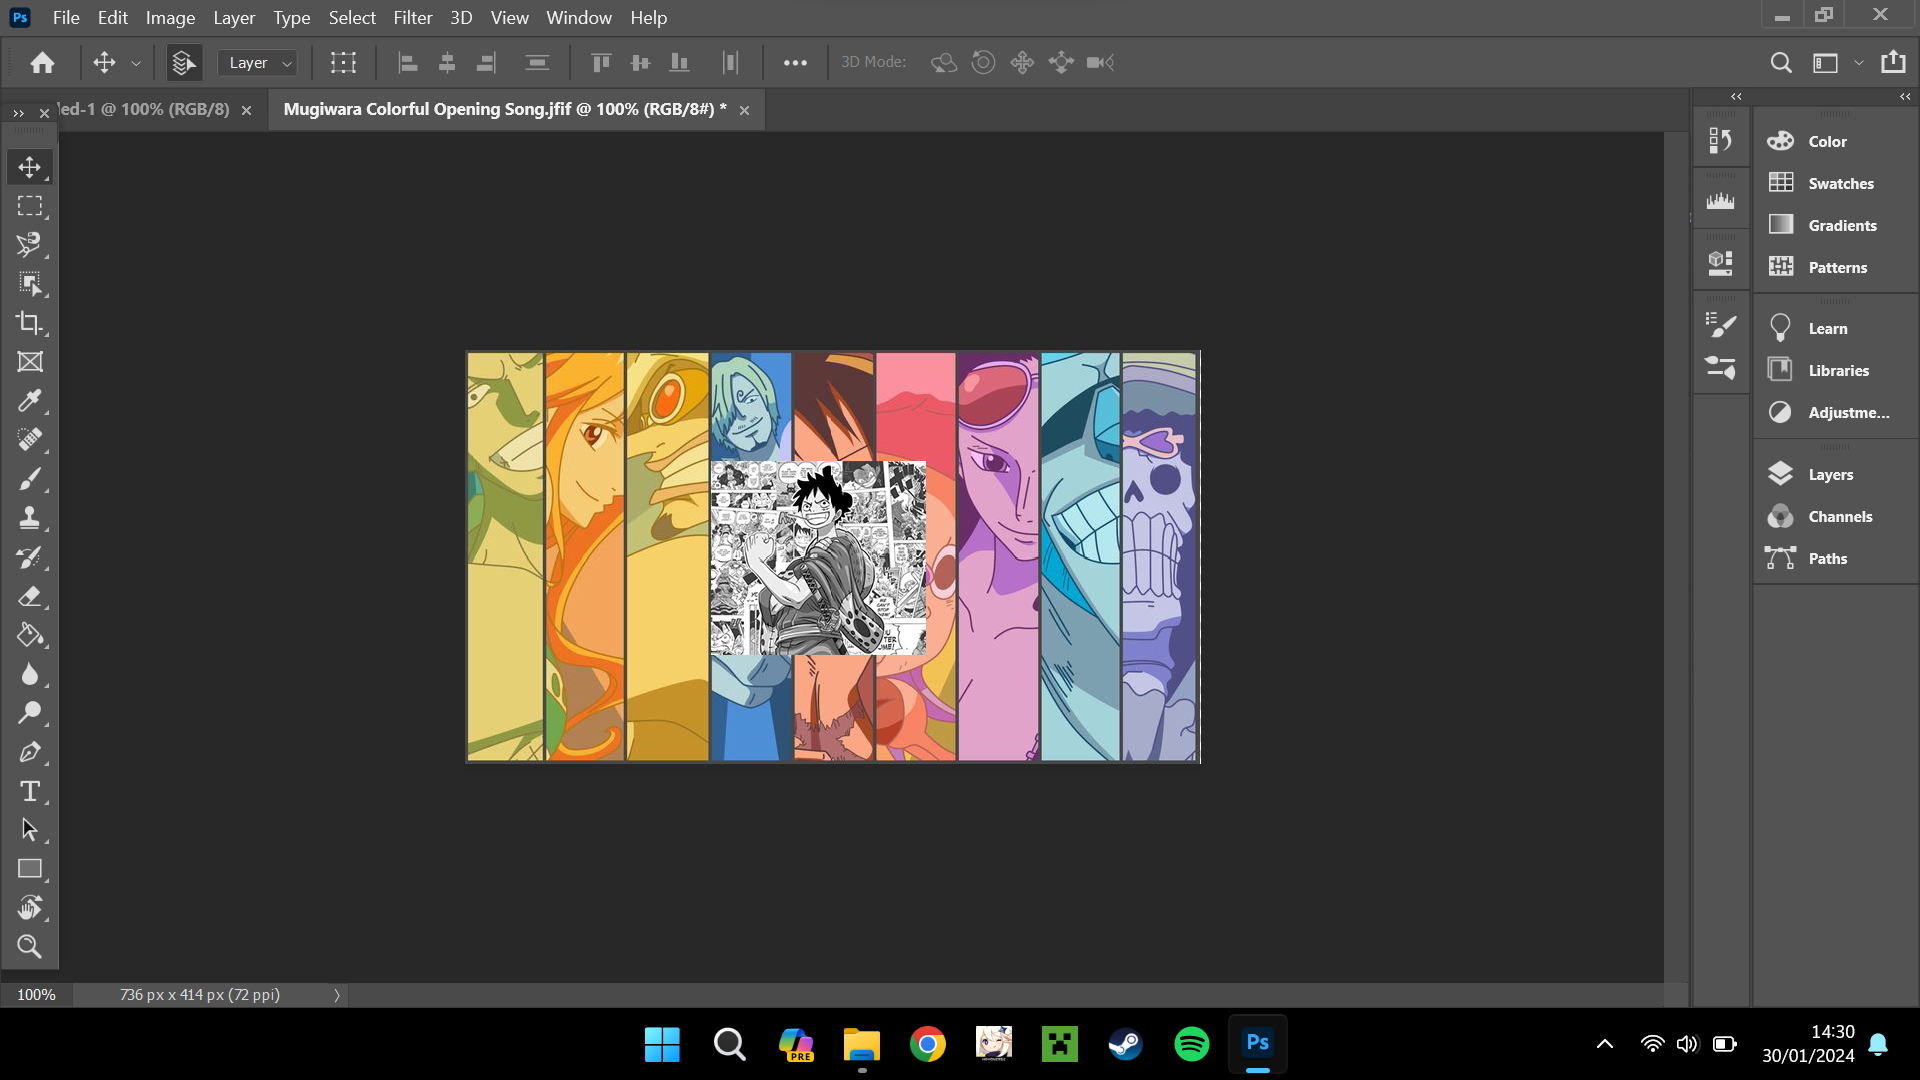 Ps File Edit Image Layer Type Select Filter 3D View Window Help
Layer 3D Mode:
led-1 @ 100% (RGB/8) Mugiwara Colorful Opening Song.jfif @ 100% (RGB/8#) *
Color
Swatches
Gradients
Patterns
Learn
Libraries
Adjustme...
Layers
Channels
Paths
100% 736 px x 414 px (72 ppi)
PRE
Ps
14:30
30/01/2024